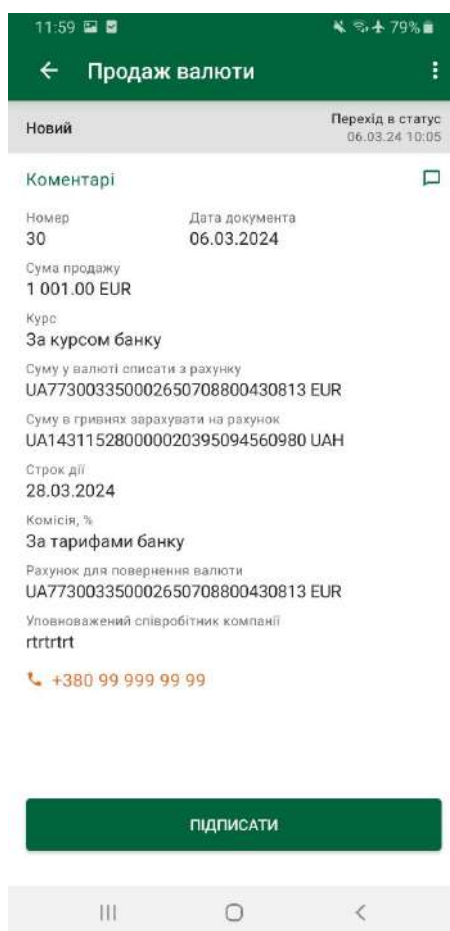 11:59 79%
Продаж валюти
Новий
Перехід в статус
06.03.24 10:05
Коментарі
Номер Дата документа
30 06.03.2024
Сума продажу
1 001.00 EUR
Курс
За курсом банку
Суму у валюті списати з рахунку
UA773003350002650708800430813 EUR
Суму в гривнях зарахувати на рахунок
UA143115280000020395094560980 UAH
Строк дії
28.03.2024
Комісія, %
За тарифами банку
Рахунок для повернення валюти
UA773003350002650708800430813 EUR
Уповноважений співробітник компанії
rtrtrtrt
+380 99 999 99 99
ПІДПИСАТИ